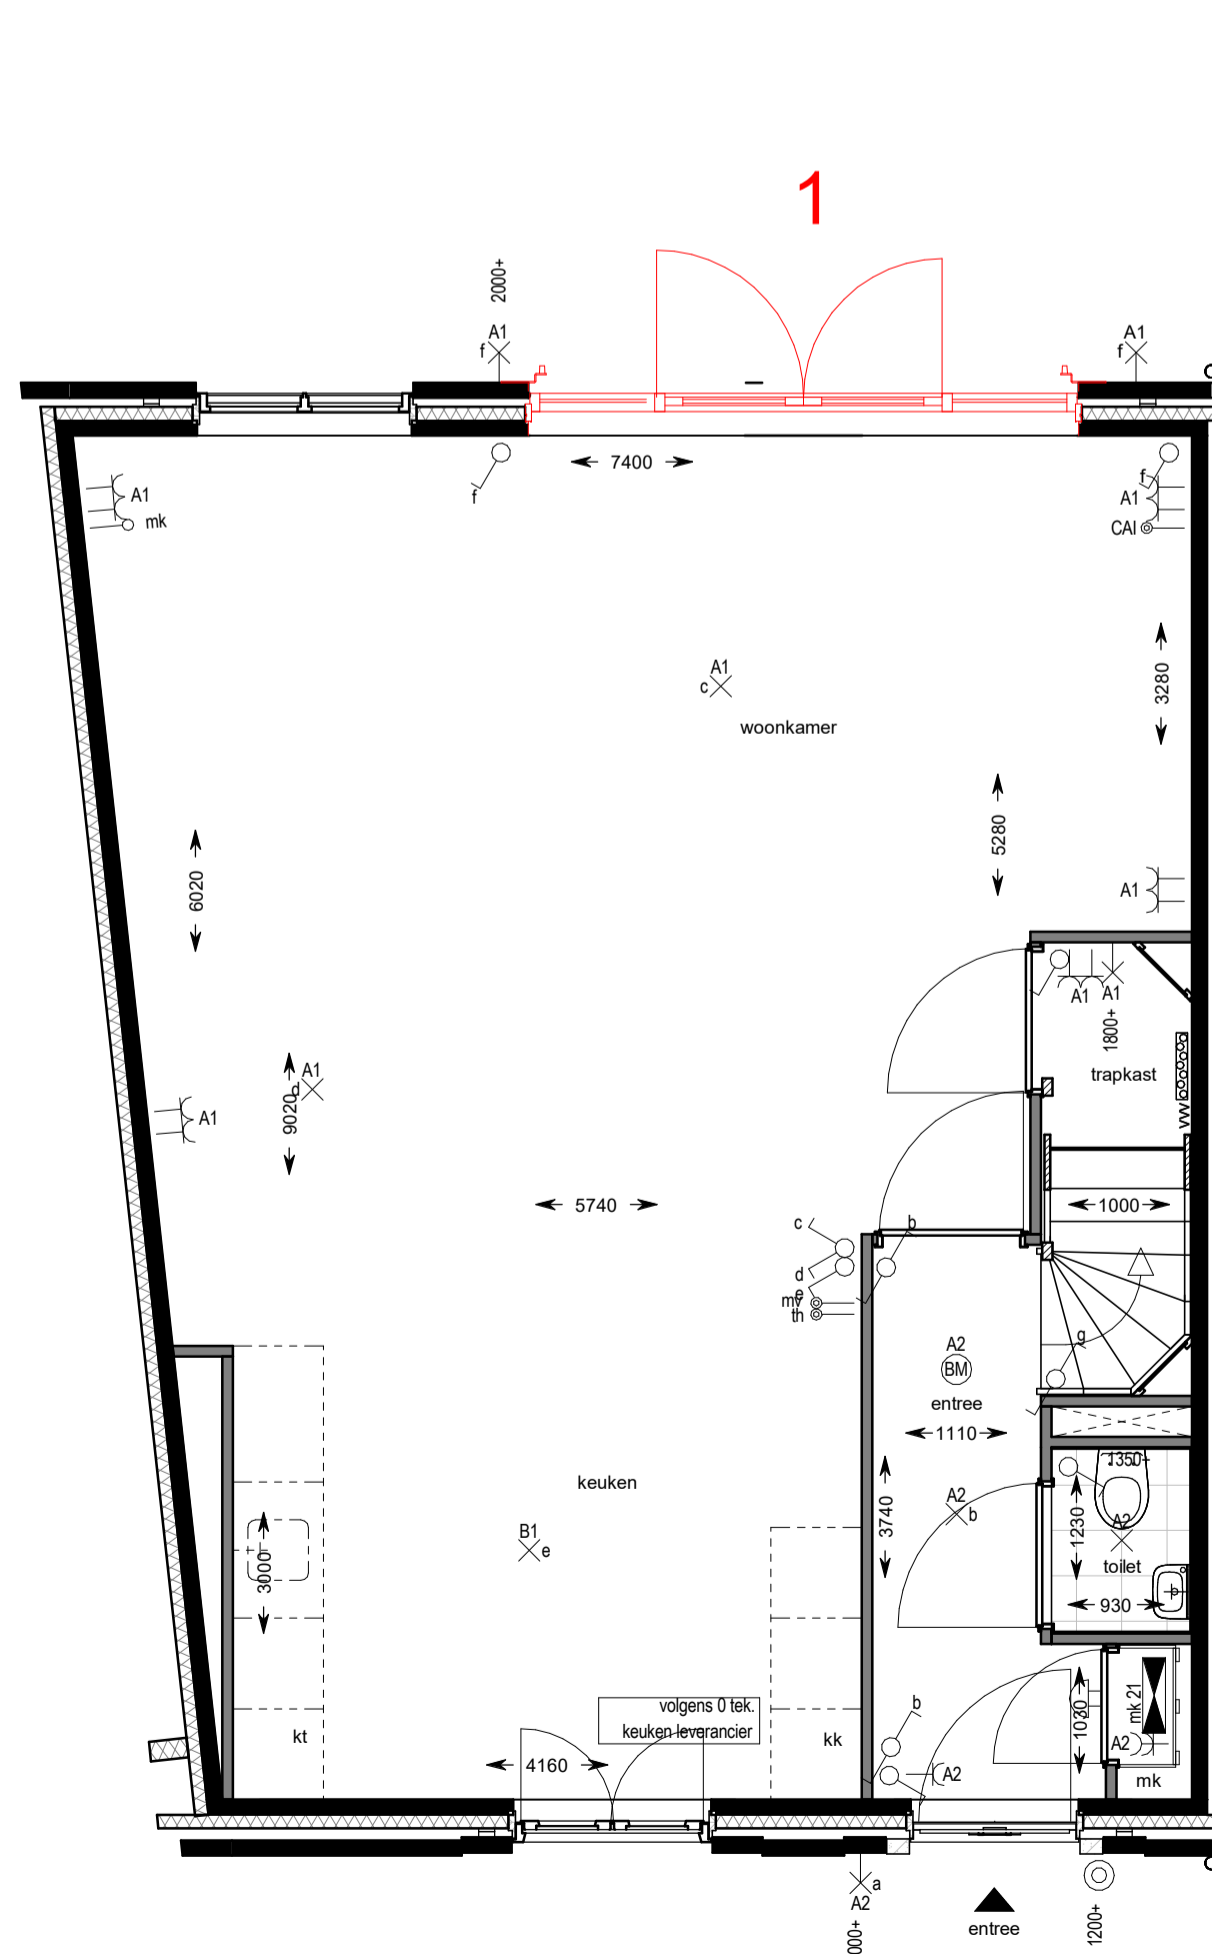 1
2000+
A1
f
A1
f
7400
f
A1
mk
f
A1
CAI
A1
c
woonkamer
3280
5280
6020
A1
A1
A1
1800+
trapkast
VW
A1
d
9020
A1
5740
1000
c
b
d
e
mv
th
g
A2
BM
entree
1110
keuken
1350+
3740
A2
b
1230
A2
toilet
930
B1
e
3000
volgens 0 tek.
keuken leverancier
kt
kk
b
1030
mk 21
A2
mk
4160
A2
a
A2
000+
entree
1200+